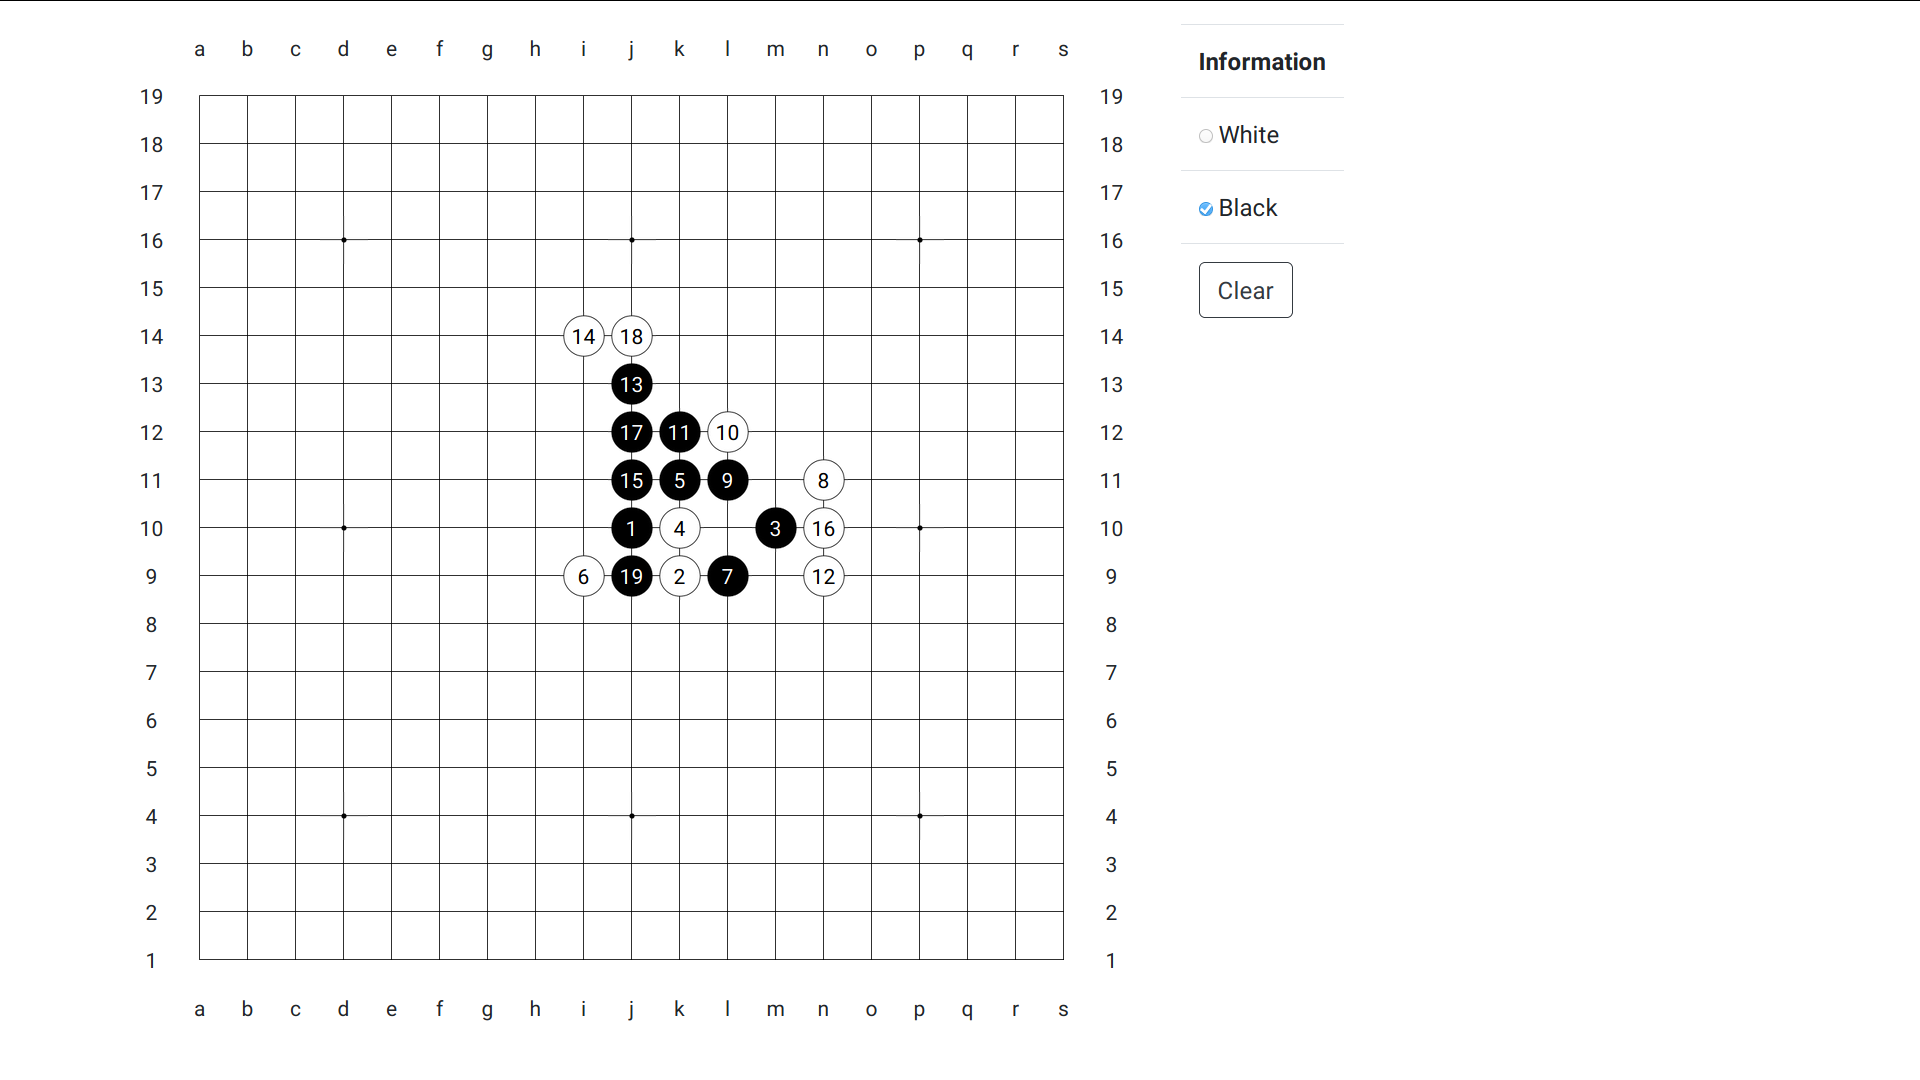 a b c d e f g h i j k l m n o p q r s
19 19
18 18
17 17
16 16
15 15
14 14 18 14
13 13 13
12 17 11 10 12
11 15 5 9 8 11
10 1 4 3 16 10
9 6 19 2 7 12 9
8 8
7 7
6 6
5 5
4 4
3 3
2 2
1 1
a b c d e f g h i j k l m n o p q r s
Information
White
Black
Clear